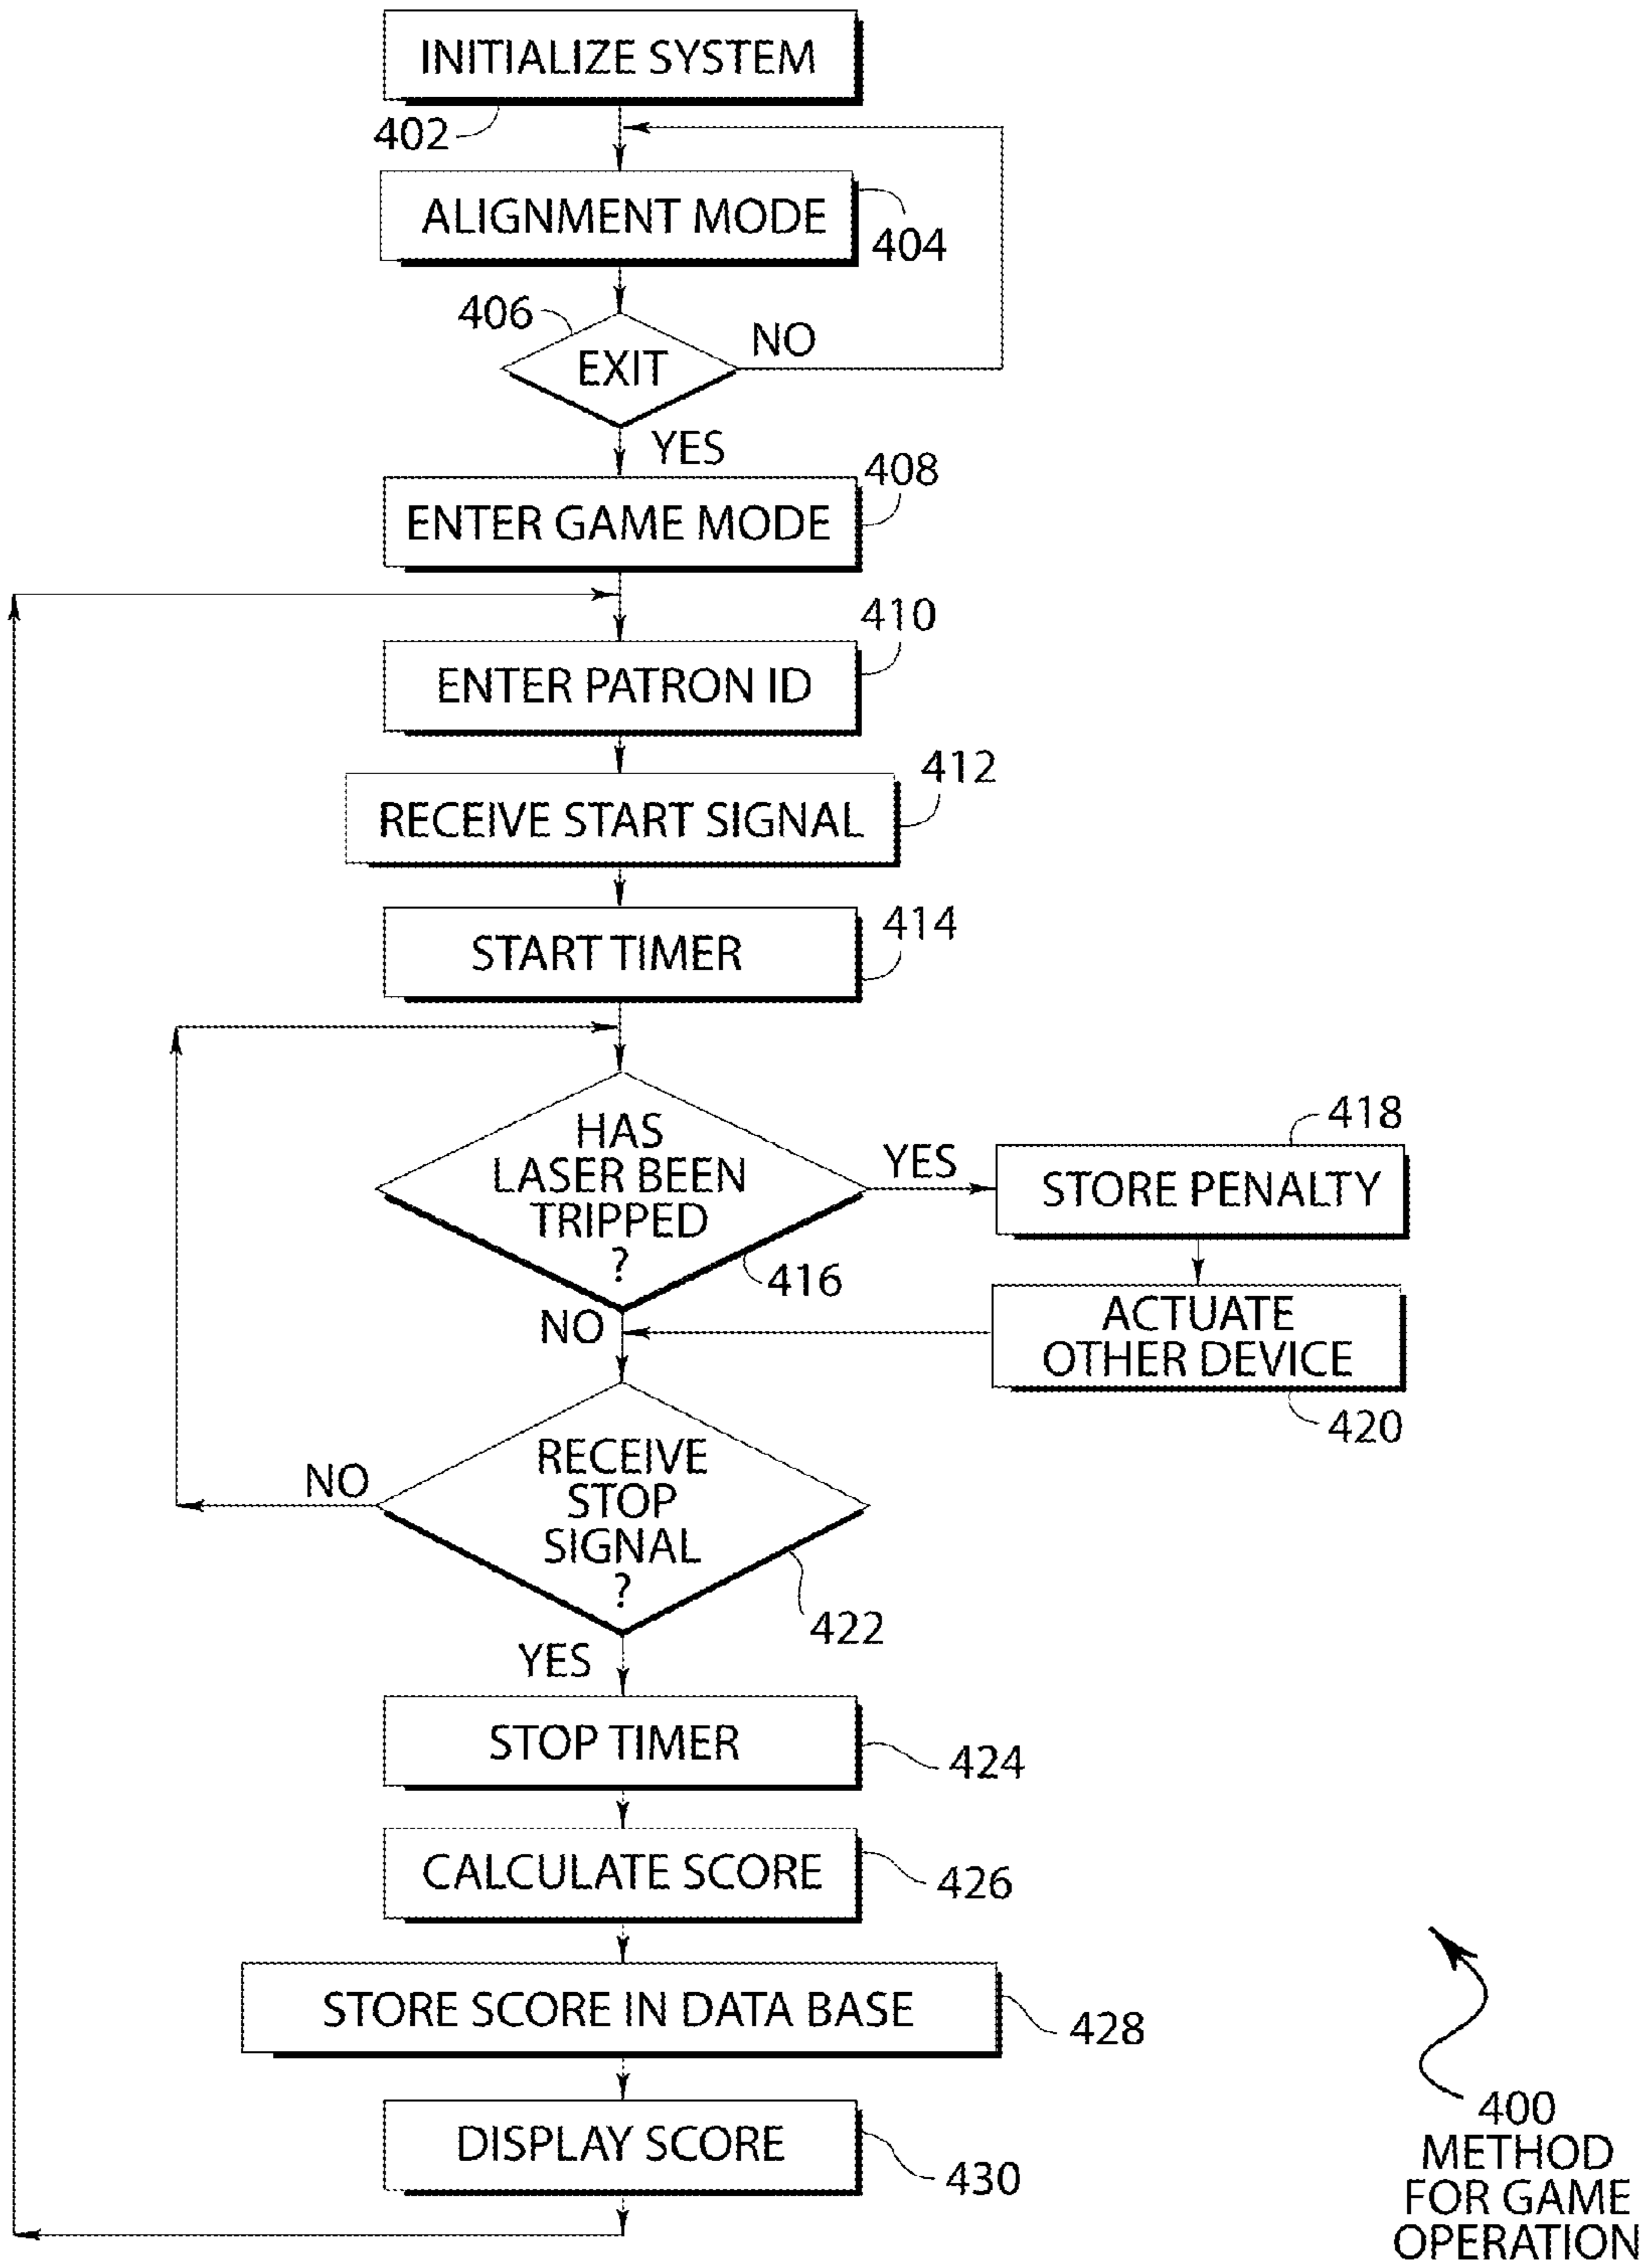 INITIALIZE SYSTEM
402
ALIGNMENT MODE
404
406
EXIT
NO
YES
408
ENTER GAME MODE
410
ENTER PATRON ID
412
RECEIVE START SIGNAL
414
START TIMER
HAS
LASER BEEN
TRIPPED
?
416
YES
418
STORE PENALTY
NO
ACTUATE
OTHER DEVICE
420
RECEIVE
STOP
SIGNAL
?
NO
422
YES
STOP TIMER
424
CALCULATE SCORE
426
STORE SCORE IN DATA BASE
428
DISPLAY SCORE
430
400
METHOD
FOR GAME
OPERATION